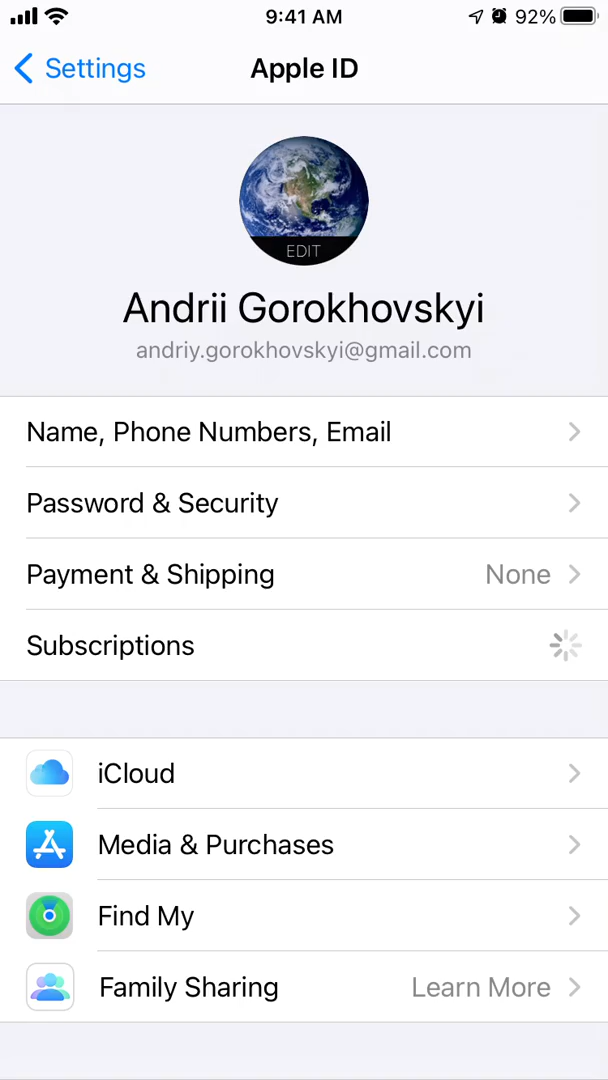 9:41 AM 92%
Settings Apple ID
EDIT
Andrii Gorokhovskyi
andriy.gorokhovskyi@gmail.com
Name, Phone Numbers, Email
Password & Security
Payment & Shipping None
Subscriptions
iCloud
Media & Purchases
Find My
Family Sharing Learn More